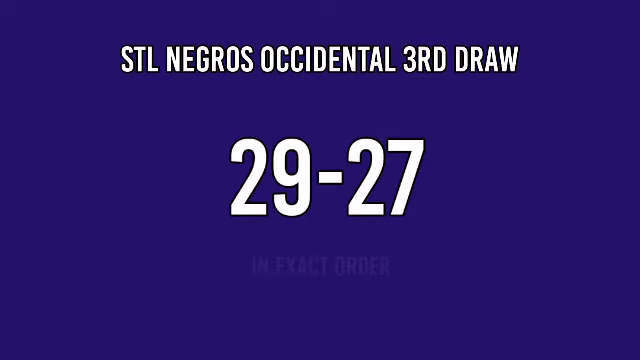 STL NEGROS OCCIDENTAL 3RD DRAW
29-27
IN EXACT ORDER